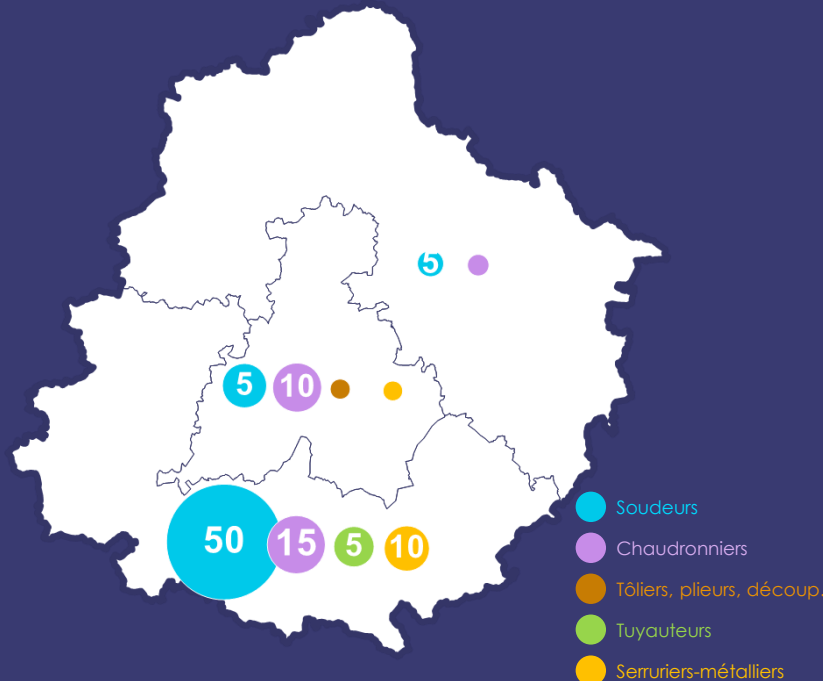 5
5 10
50 15 5 10
Soudeurs
Chaudronniers
Tôliers, plieurs, découp.
Tuyauteurs
Serruriers-métalliers